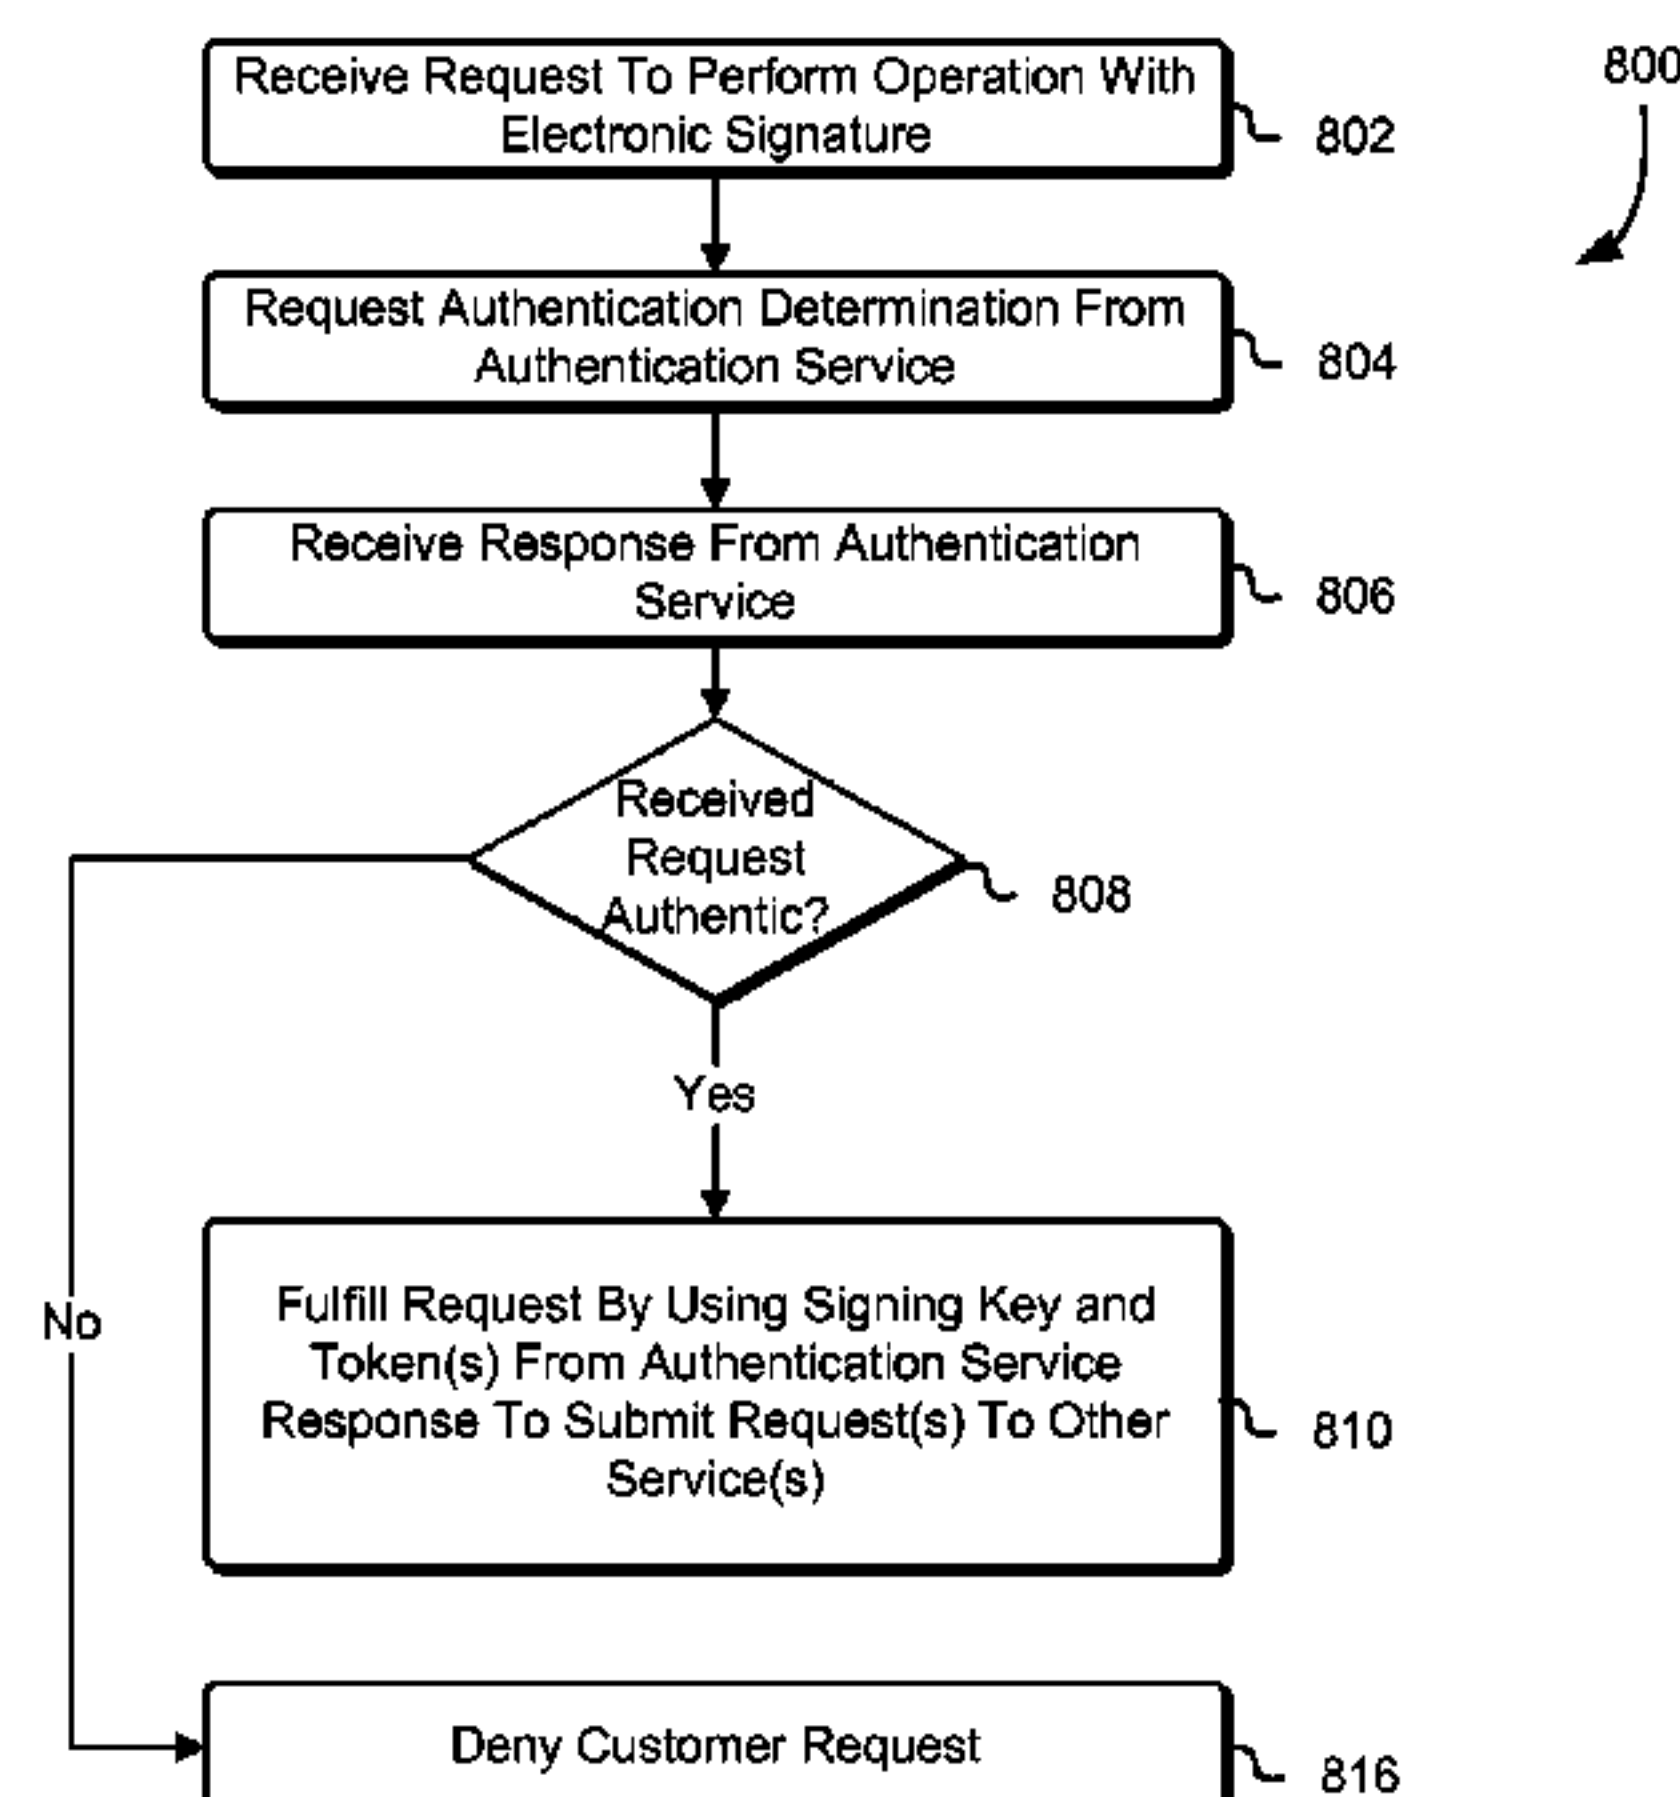 800
Receive Request To Perform Operation With
Electronic Signature
802
Request Authentication Determination From
Authentication Service
804
Receive Response From Authentication
Service
806
Received
Request
Authentic?
808
Yes
No
Fulfill Request By Using Signing Key and
Token(s) From Authentication Service
Response To Submit Request(s) To Other
Service(s)
810
Deny Customer Request
816